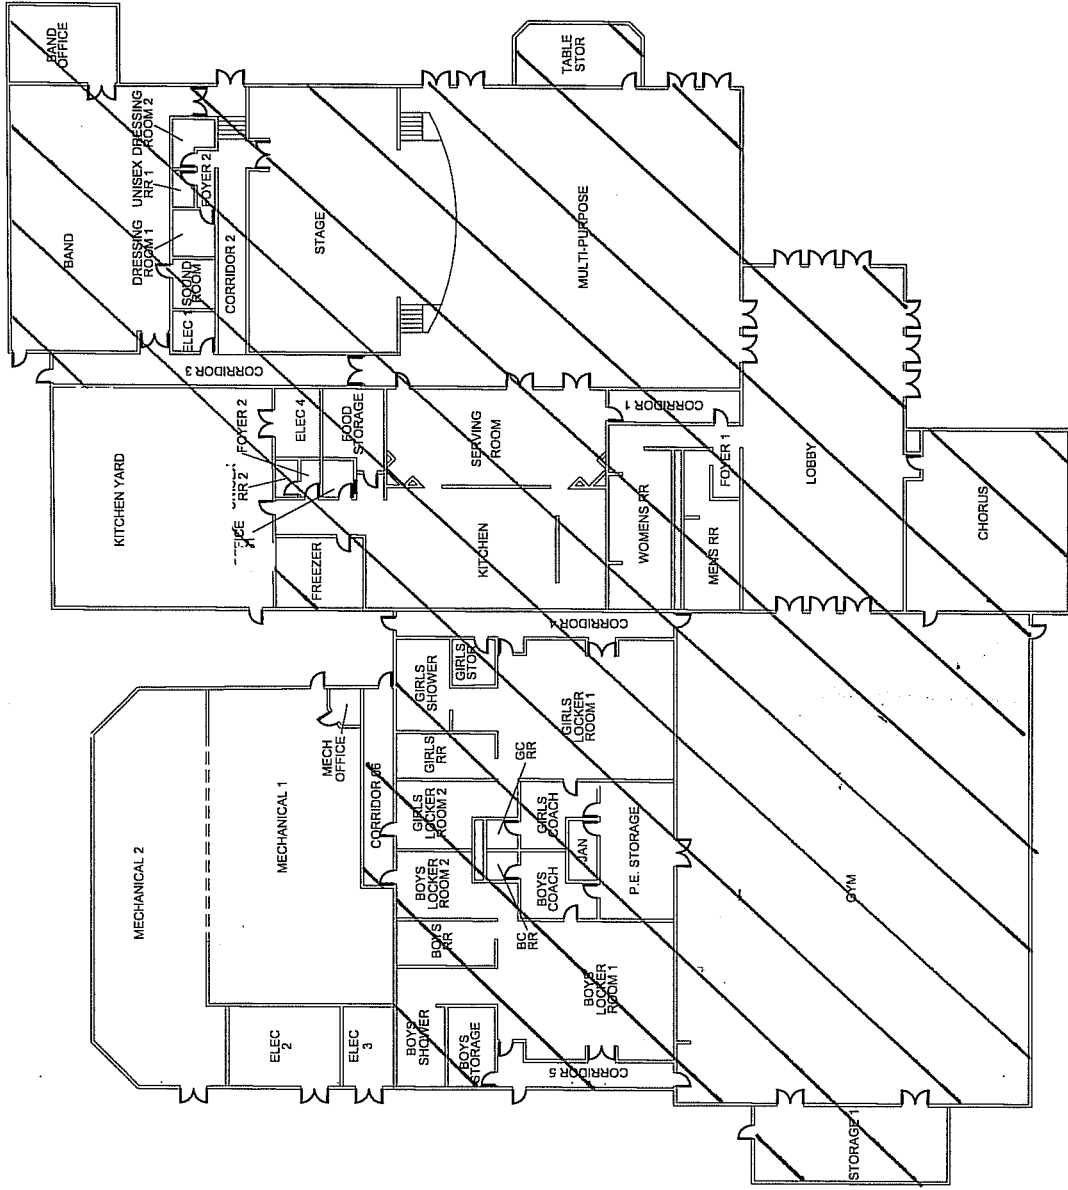 BAND
OFFICE
TABLE
STOR
BAND
DRESSING
ROOM 1
UNISEX
RR 1
DRESSING
ROOM 2
FOYER 2
ELEC 1
SOUND
ROOM
CORRIDOR 2
STAGE
MULTI-PURPOSE
CORRIDOR 3
KITCHEN YARD
RR 2
FOYER 2
ELEC 4
FOOD
STORAGE
SERVING
ROOM
CORRIDOR 1
FREEZER
KITCHEN
WOMENS RR
MENS RR
FOYER 1
LOBBY
CHORUS
CORRIDOR 4
MECHANICAL 2
MECHANICAL 1
MECH
OFFICE
CORRIDOR 06
GIRLS
SHOWER
GIRLS
STOR
GIRLS
RR
GIRLS
LOCKER
ROOM 1
GIRLS
LOCKER
ROOM 2
GC
RR
GIRLS
COACH
BOYS
LOCKER
ROOM 2
BOYS
COACH
JAN
P.E. STORAGE
BC
RR
BOYS
RR
BOYS
LOCKER
ROOM 1
GYM
ELEC
2
ELEC
3
BOYS
SHOWER
BOYS
STORAGE
CORRIDOR 5
STORAGE 1